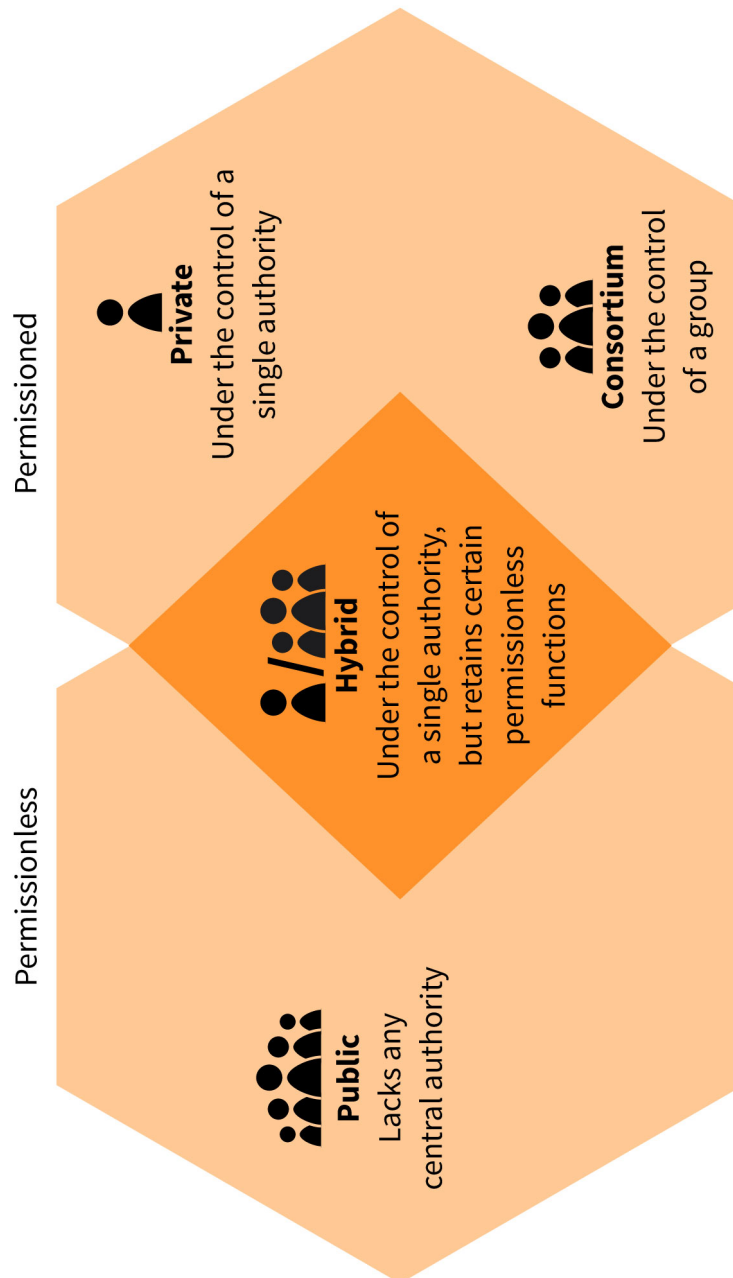 Permissionless
Permissioned
Public
Lacks any
central authority
Hybrid
Under the control of
a single authority,
but retains certain
permissionless
functions
Private
Under the control of a
single authority
Consortium
Under the control
of a group